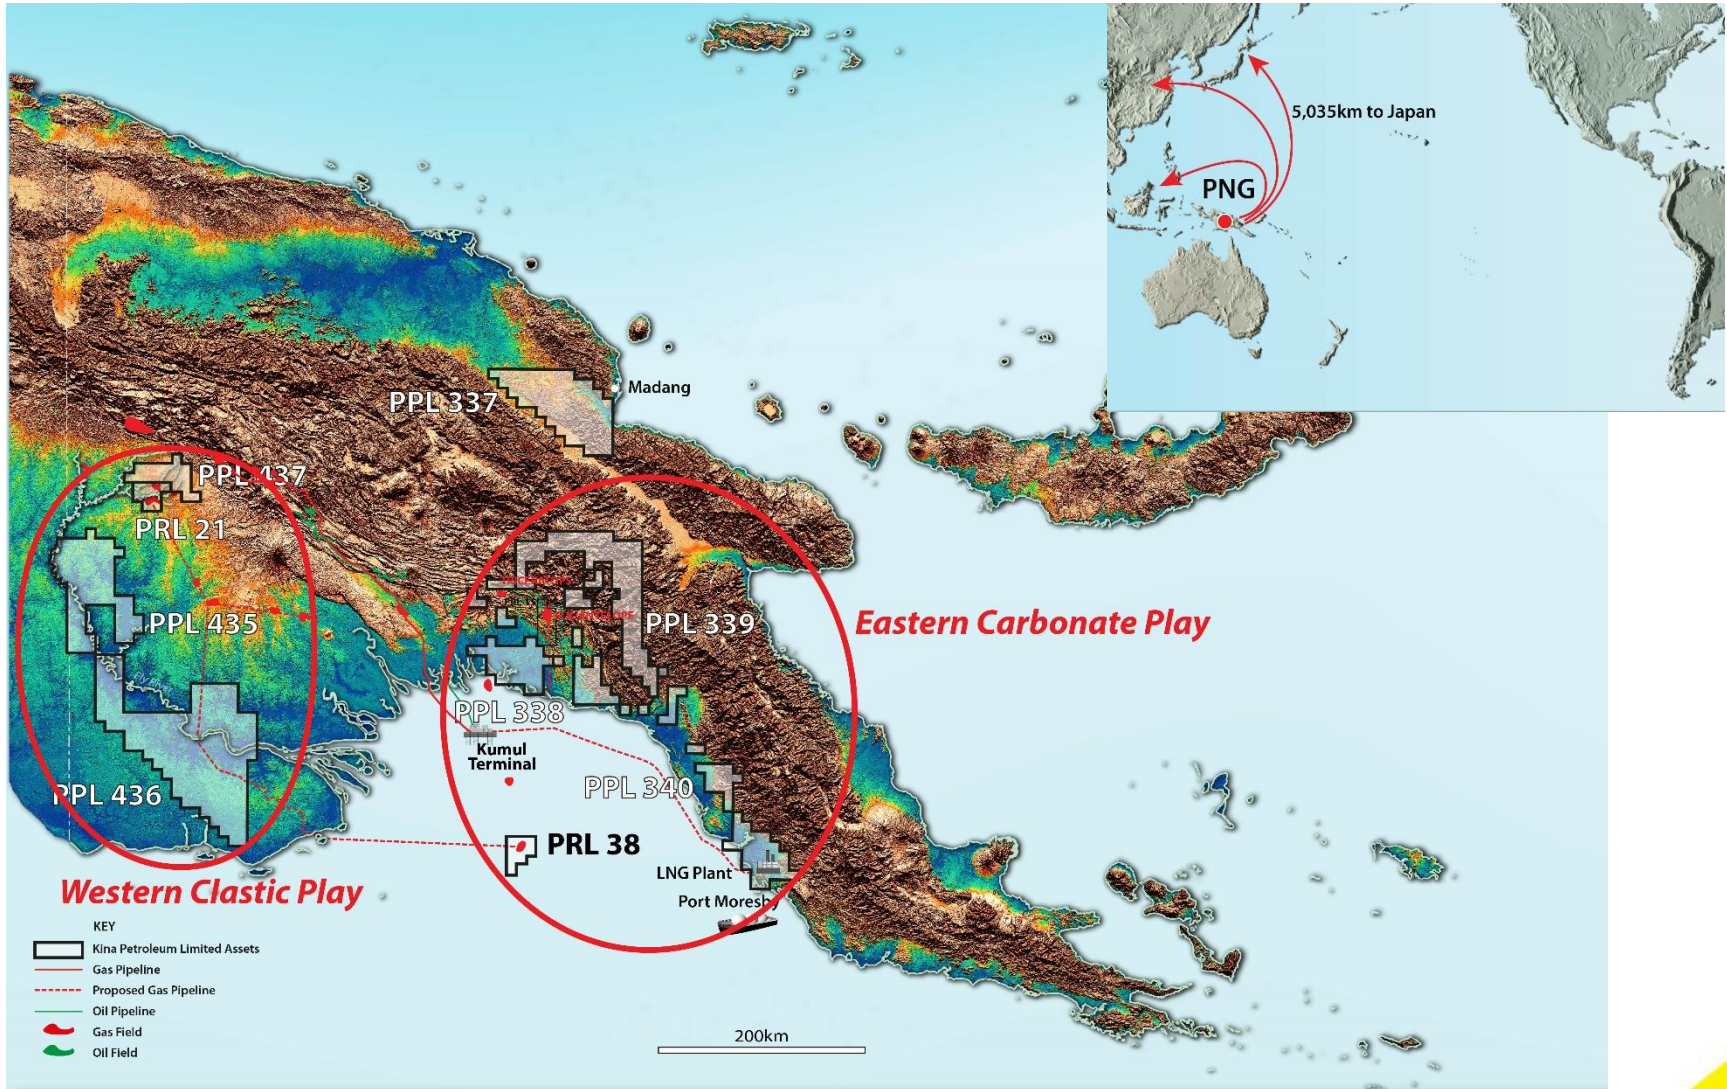 5,035km to Japan
PNG
Madang
PPL 337
PPL 437
PRL 21
PPL 435
PPL 339
Eastern Carbonate Play
PPL 338
Kumul
Terminal
PPL 340
PPL 436
PRL 38
LNG Plant
Port Moresby
Western Clastic Play
KEY
Kina Petroleum Limited Assets
Gas Pipeline
Proposed Gas Pipeline
Oil Pipeline
Gas Field
Oil Field
200km